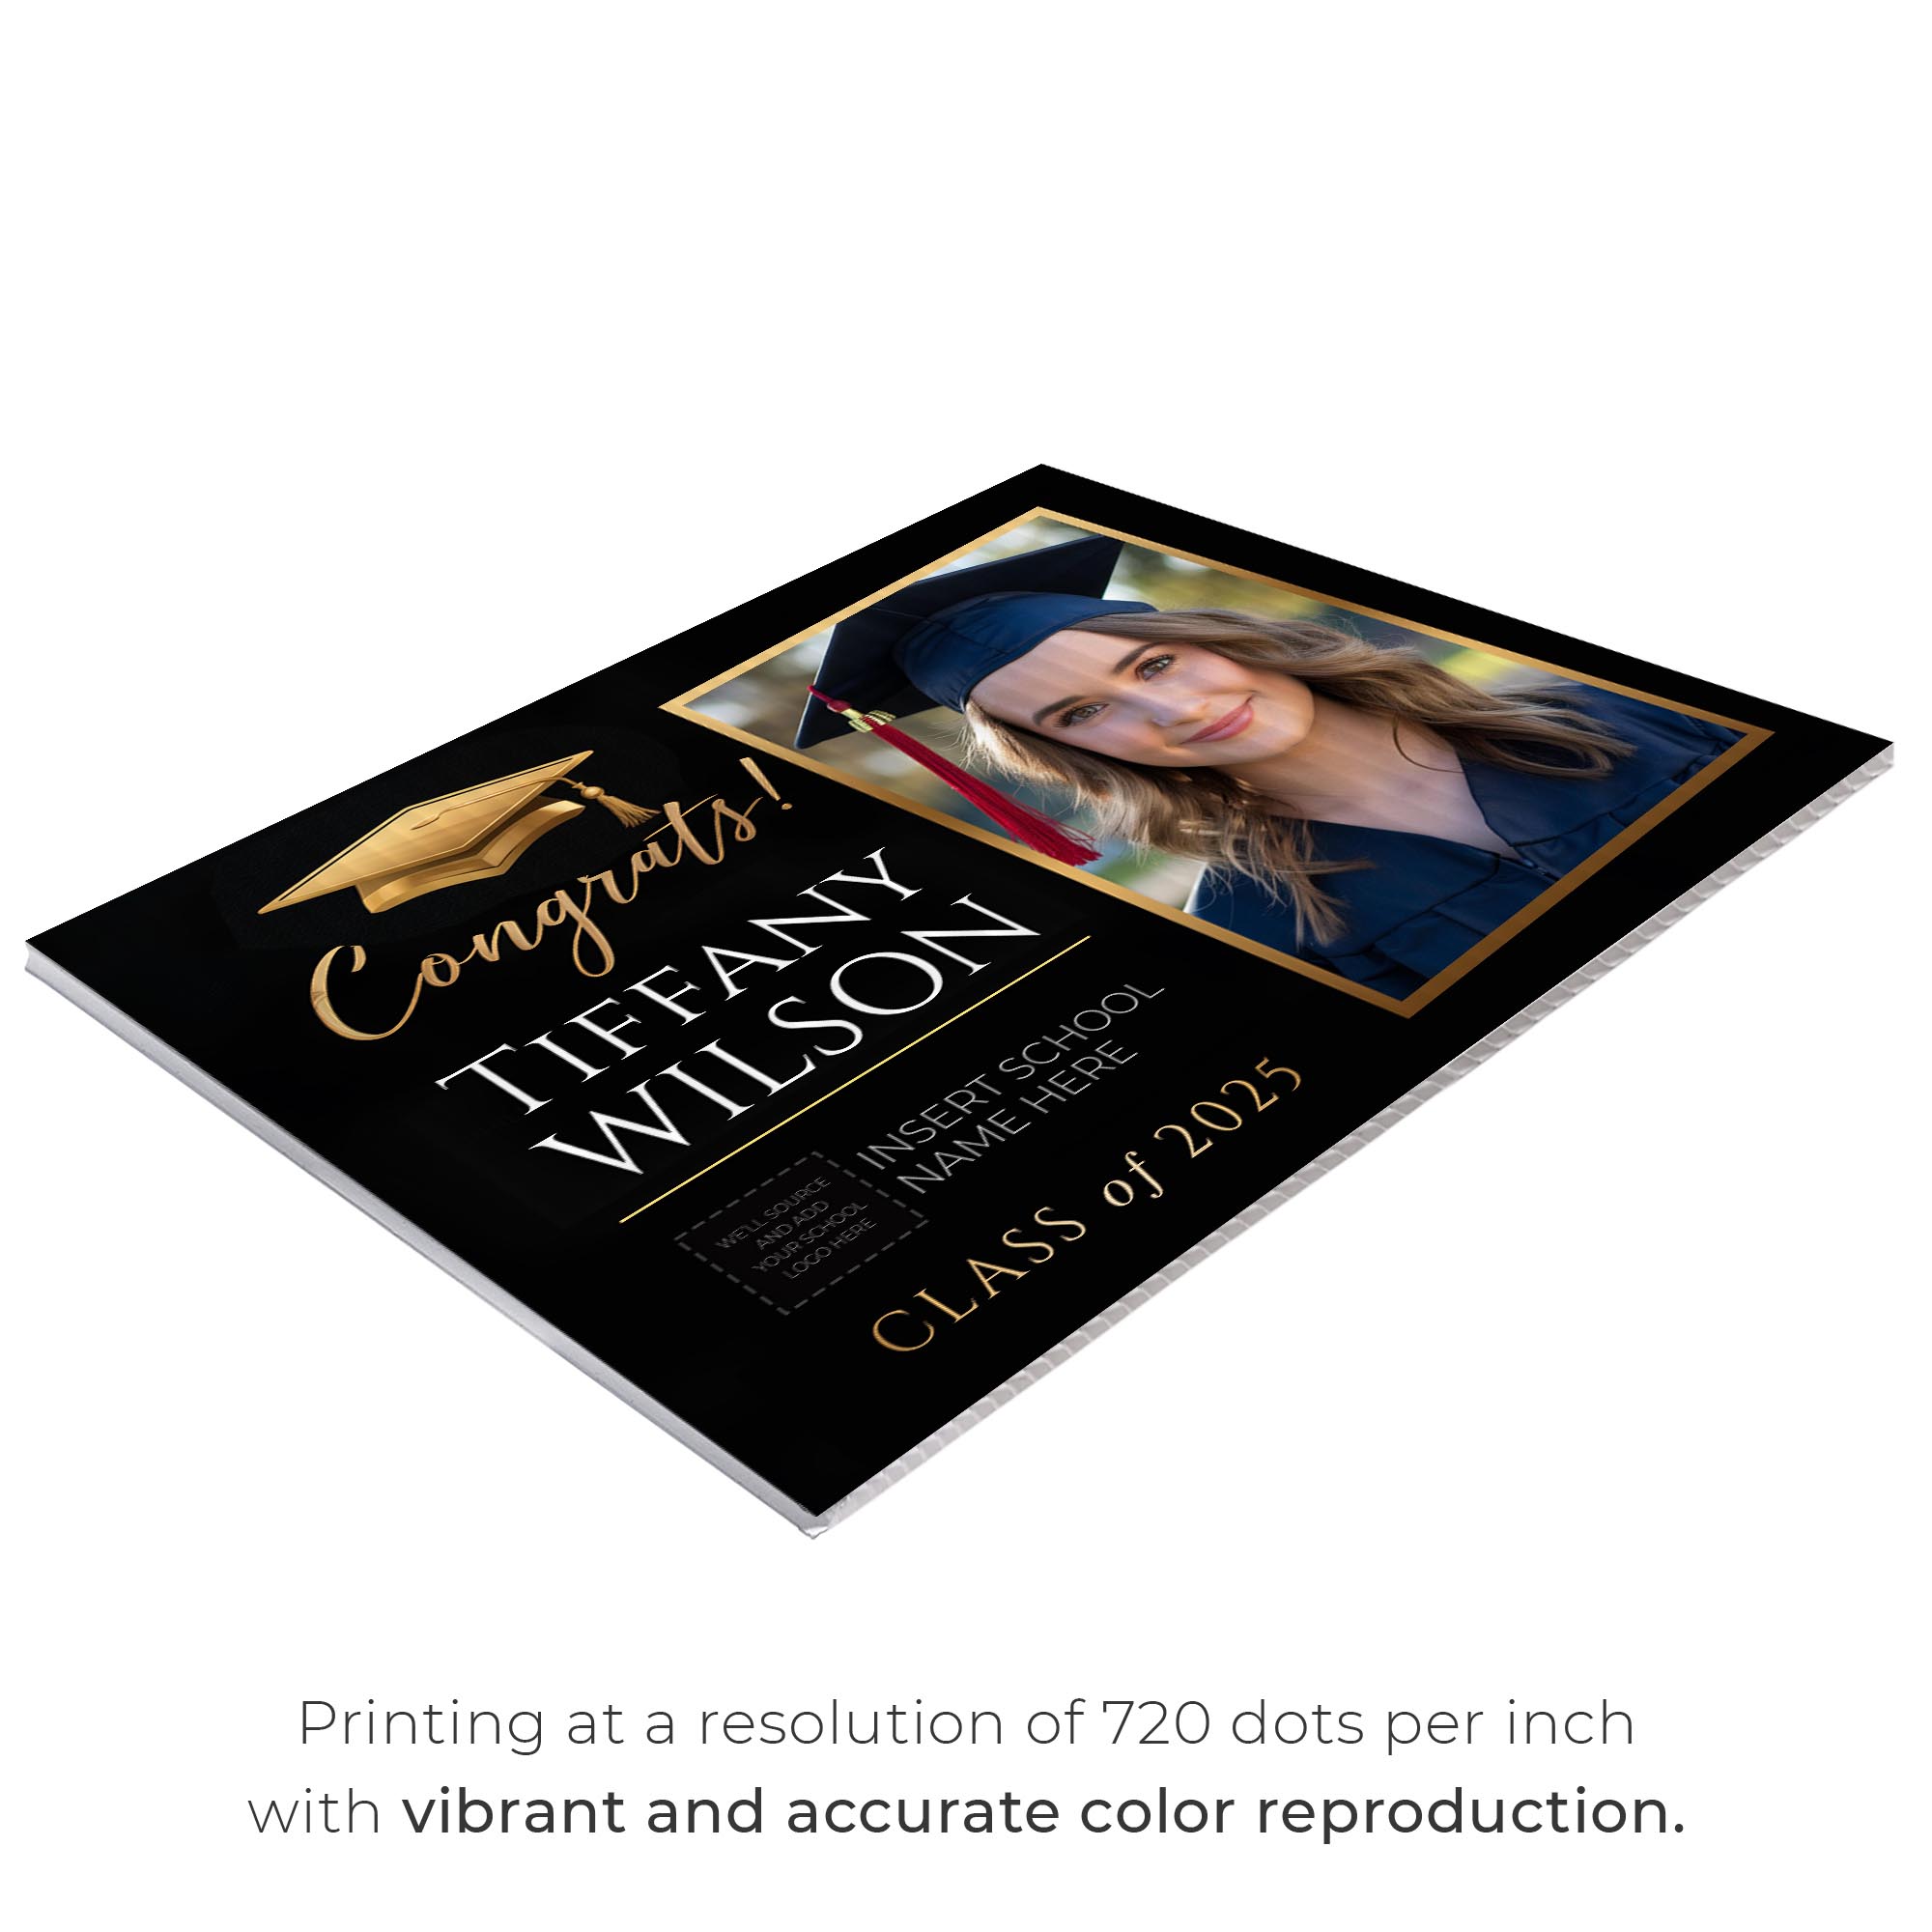 Congrats!
TIFFANY
WILSON
INSERT SCHOOL
NAME HERE
WE'LL SOURCE
AND ADD
YOUR SCHOOL
LOGO HERE
CLASS of 2025
Printing at a resolution of 720 dots per inch
with vibrant and accurate color reproduction.